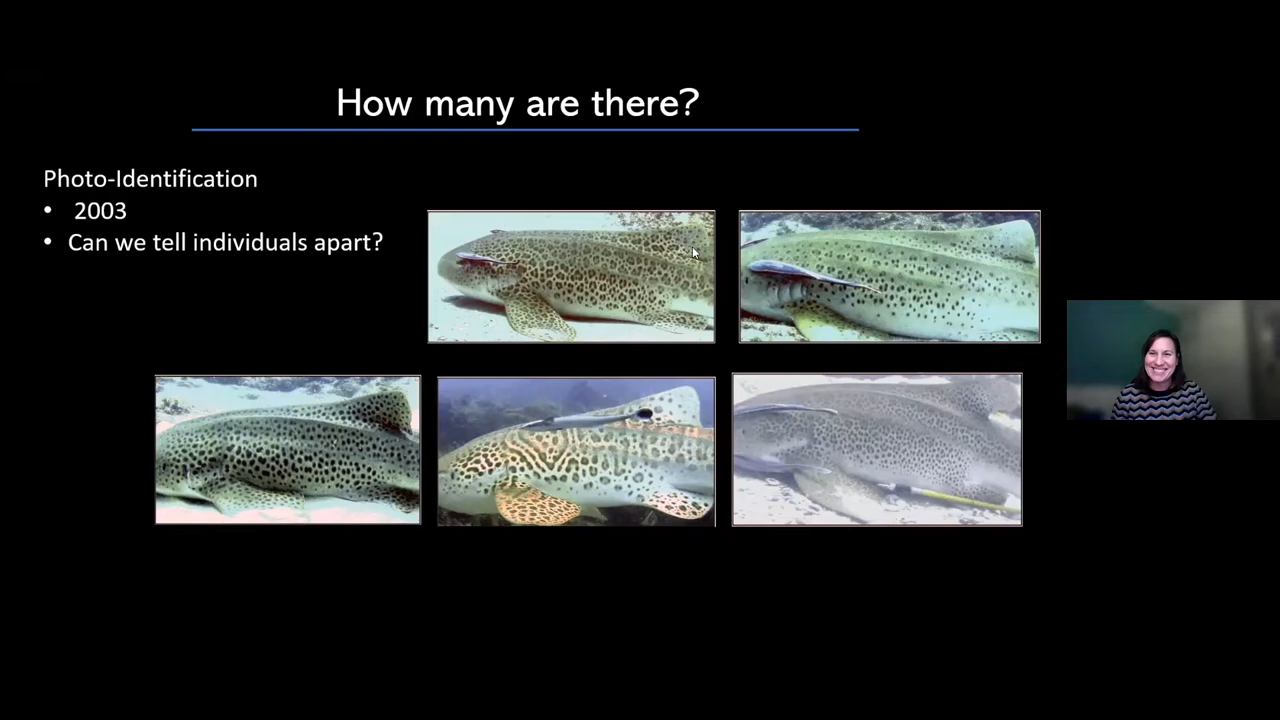 How many are there?
Photo-Identification
• 2003
• Can we tell individuals apart?